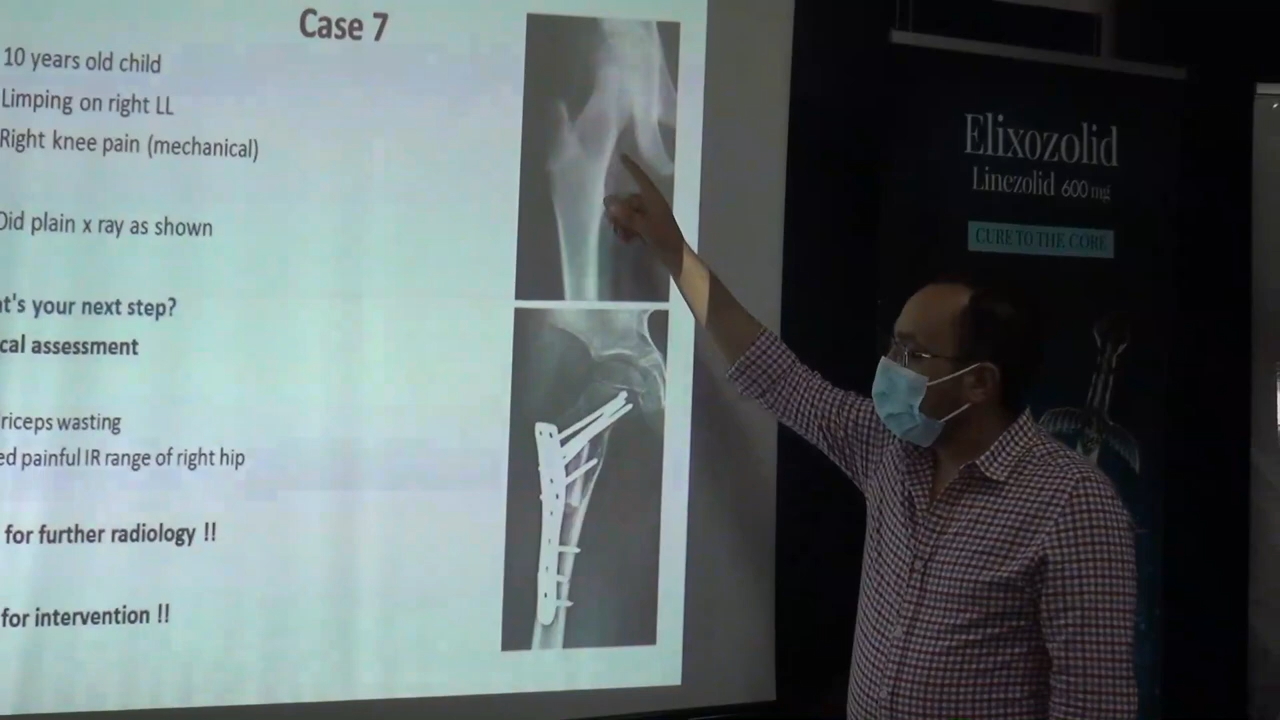 Case 7
10 years old child
Limping on right LL
Right knee pain (mechanical)
Did plain x ray as shown
t's your next step?
cal assessment
riceps wasting
ed painful IR range of right hip
for further radiology !!
for intervention !!
Elixozolid
Linezolid 600 mg
CURE TO THE CORE